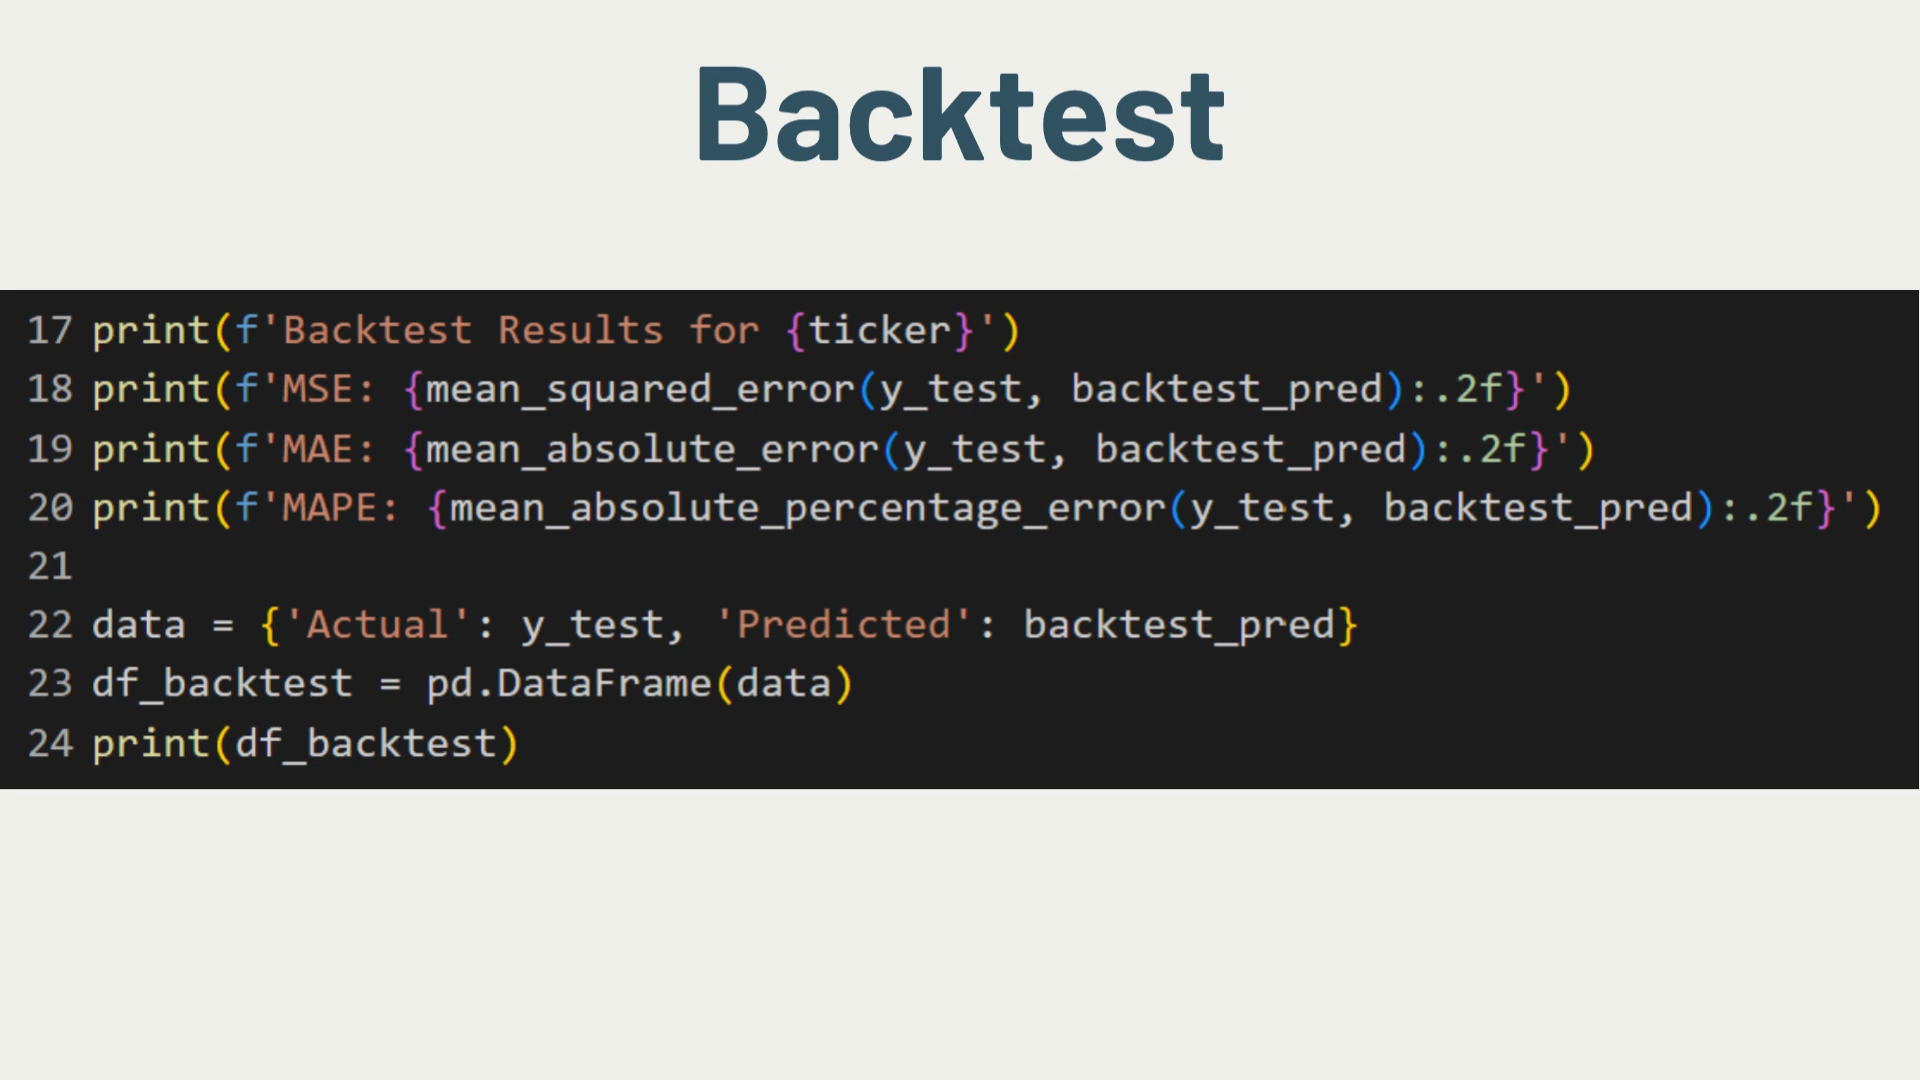 Backtest
17 print(f'Backtest Results for {ticker}')
18 print(f'MSE: {mean_squared_error(y_test, backtest_pred):.2f}')
19 print(f'MAE: {mean_absolute_error(y_test, backtest_pred):.2f}')
20 print(f'MAPE: {mean_absolute_percentage_error(y_test, backtest_pred):.2f}')
21
22 data = {'Actual': y_test, 'Predicted': backtest_pred}
23 df_backtest = pd.DataFrame(data)
24 print(df_backtest)